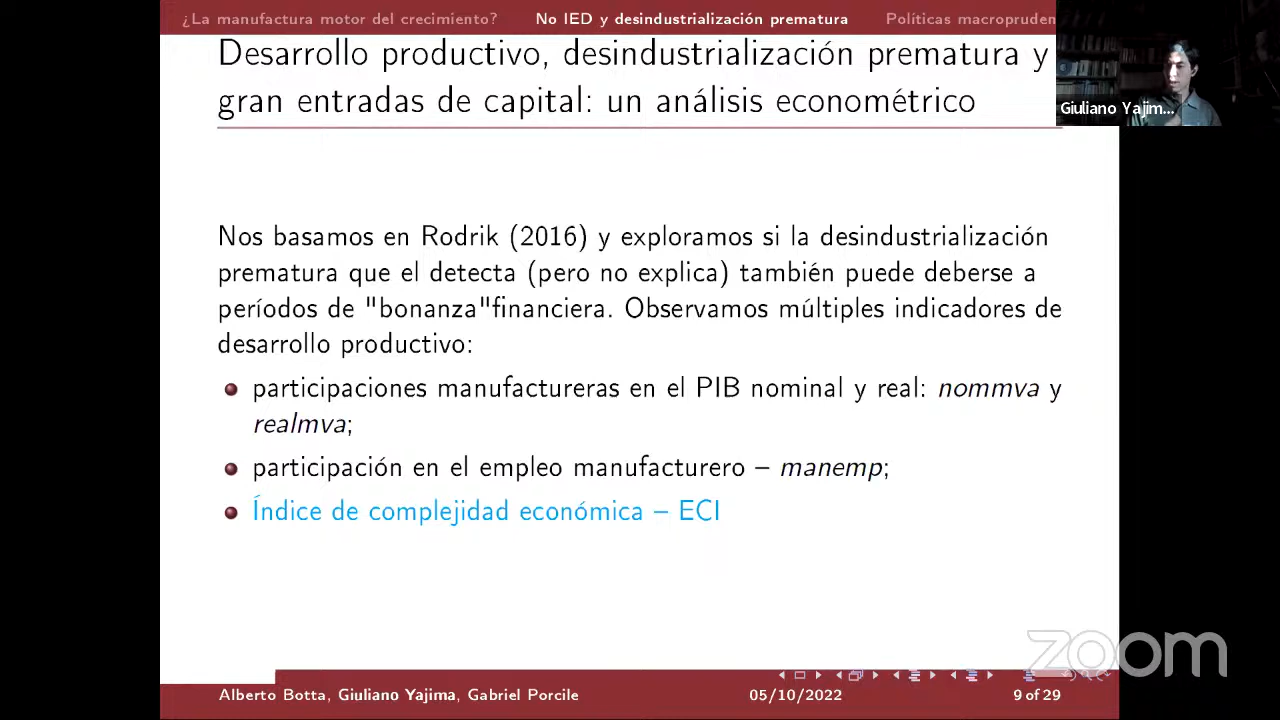 ¿La manufactura motor del crecimiento? No IED y desindustrialización prematura Políticas macropruden
Desarrollo productivo, desindustrialización prematura y
gran entradas de capital: un análisis econométrico
Giuliano Yajim...
Nos basamos en Rodrik (2016) y exploramos si la desindustrialización
prematura que el detecta (pero no explica) también puede deberse a
períodos de "bonanza"financiera. Observamos múltiples indicadores de
desarrollo productivo:
participaciones manufactureras en el PIB nominal y real: nommva y
realmva;
participación en el empleo manufacturero – manemp;
Índice de complejidad económica – ECI
zoom
Alberto Botta, Giuliano Yajima, Gabriel Porcile 05/10/2022 9 of 29